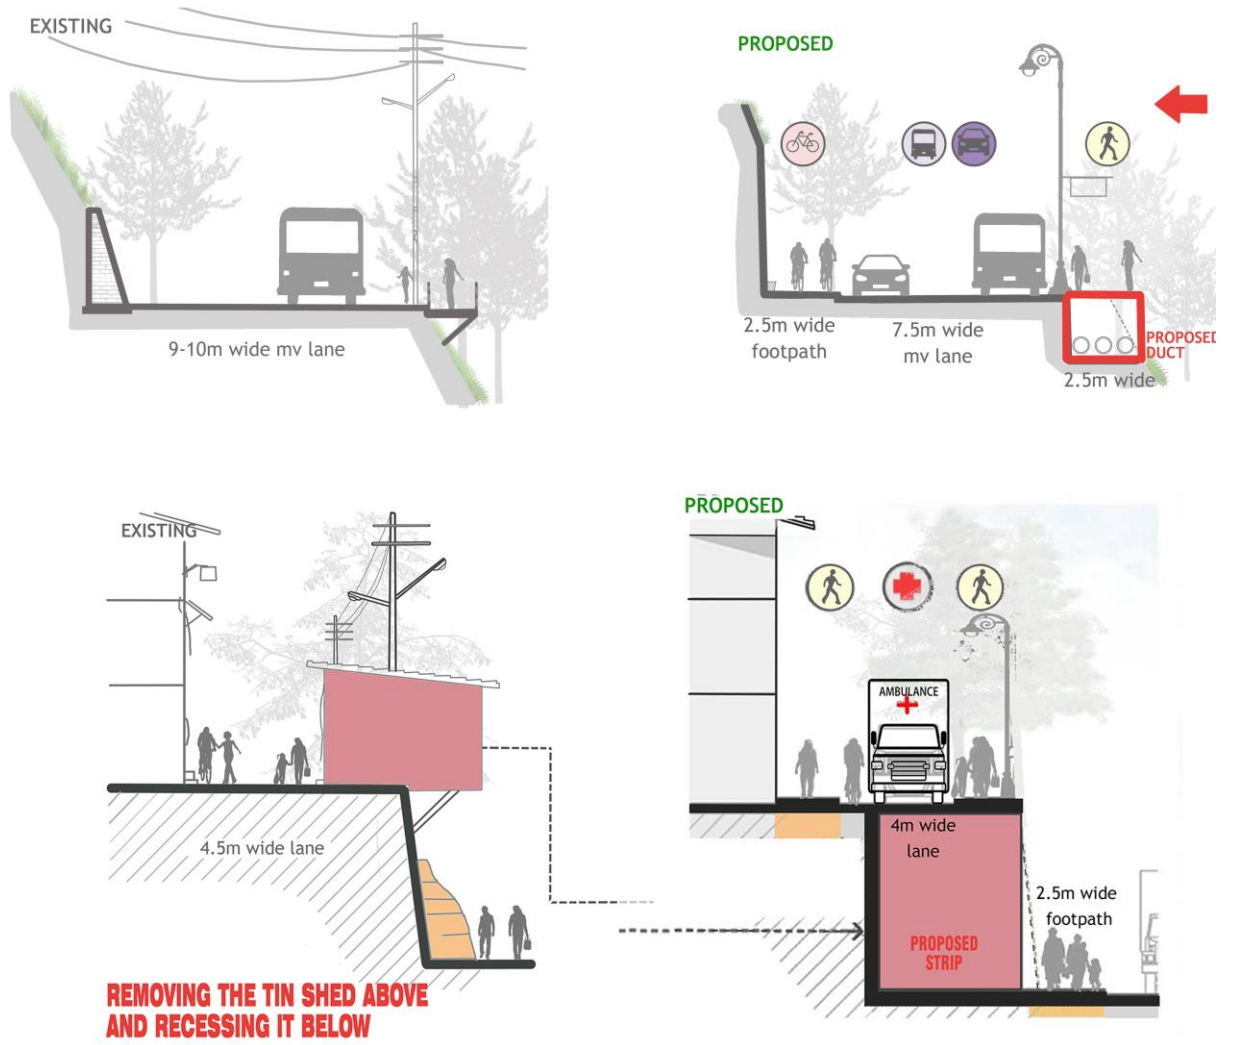 EXISTING
9-10m wide mv lane
PROPOSED
2.5m wide
footpath
7.5m wide
mv lane
PROPOSED
DUCT
2.5m wide
EXISTING
4.5m wide lane
REMOVING THE TIN SHED ABOVE
AND RECESSING IT BELOW
PROPOSED
AMBULANCE
4m wide
lane
2.5m wide
footpath
PROPOSED
STRIP